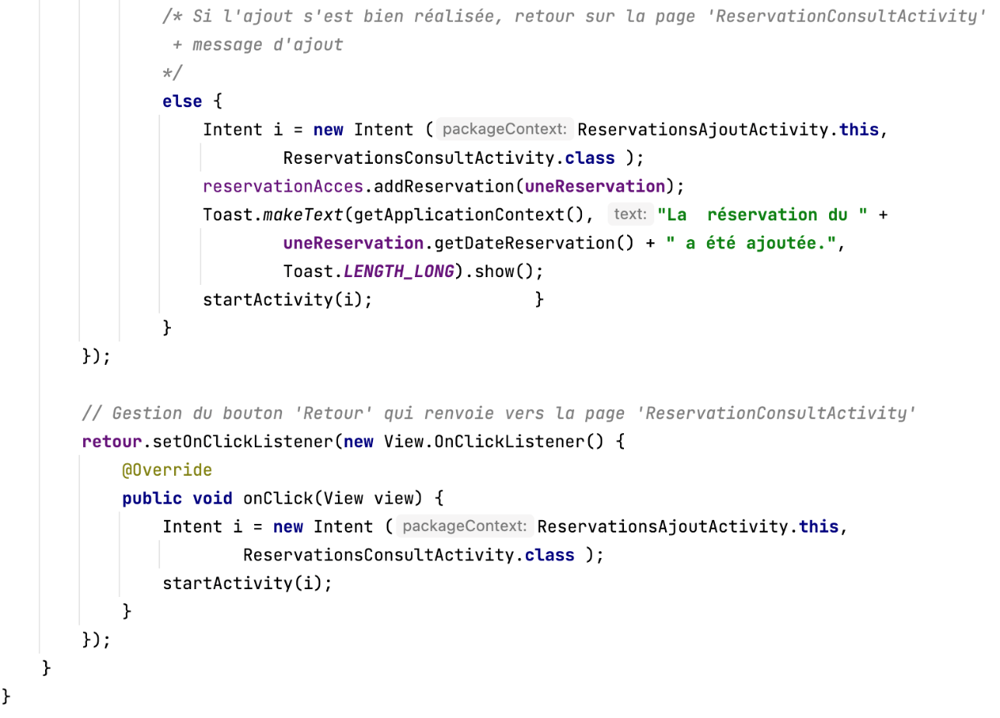 /* Si l'ajout s'est bien réalisée, retour sur la page 'ReservationConsultActivity'
+ message d'ajout
*/
else {
Intent i = new Intent ( packageContext: ReservationsAjoutActivity.this,
ReservationsConsultActivity.class );
reservationAcces.addReservation(uneReservation);
Toast.makeText(getApplicationContext(), text: "La  réservation du " +
uneReservation.getDateReservation() + " a été ajoutée.",
Toast.LENGTH_LONG).show();
startActivity(i);                }
}
});
// Gestion du bouton 'Retour' qui renvoie vers la page 'ReservationConsultActivity'
retour.setOnClickListener(new View.OnClickListener() {
@Override
public void onClick(View view) {
Intent i = new Intent ( packageContext: ReservationsAjoutActivity.this,
ReservationsConsultActivity.class );
startActivity(i);
}
});
}
}